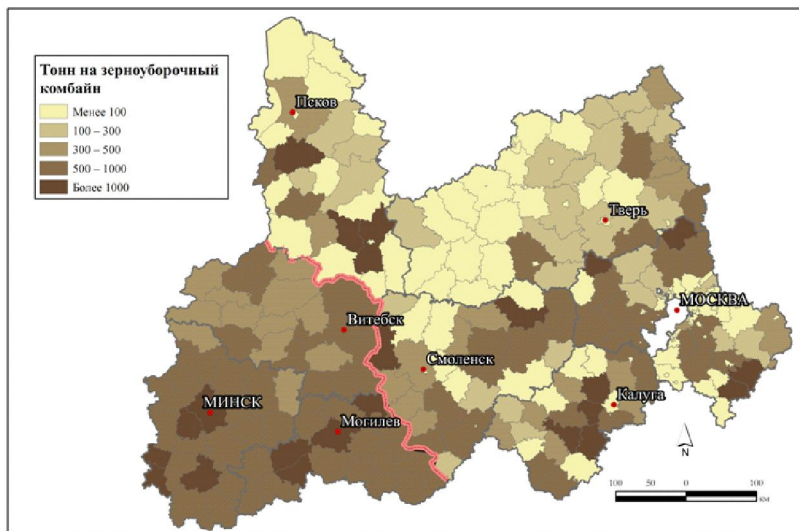 Тонн на зерноуборочный
комбайн
Менее 100
100 – 300
300 – 500
500 – 1000
Более 1000
Псков
Тверь
МОСКВА
Витебск
Смоленск
Калуга
МИНСК
Могилев
N
100 50 0 100
км